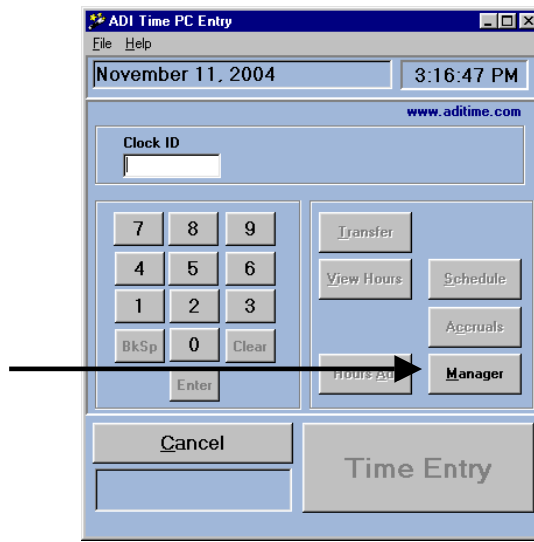 ADI Time PC Entry
File Help
November 11, 2004 3:16:47 PM
www.aditime.com
Clock ID
7 8 9
4 5 6
1 2 3
BkSp 0 Clear
Enter
Transfer
View Hours Schedule
Accruals
Hours Manager
Cancel
Time Entry